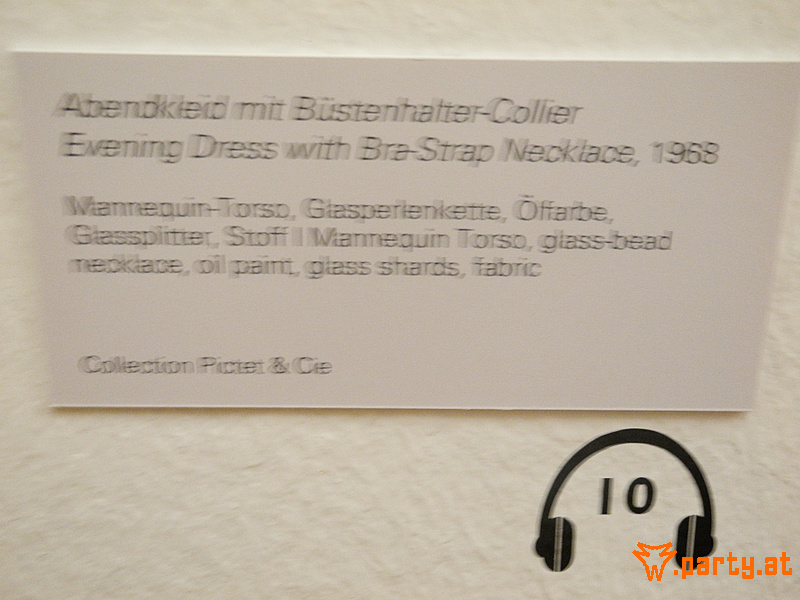 Abendkleid mit Büstenhalter-Collier
Evening Dress with Bra-Strap Necklace, 1968
Mannequin-Torso, Glasperlenkette, Ölfarbe,
Glassplitter, Stoff | Mannequin Torso, glass-bead
necklace, oil paint, glass shards, fabric
Collection Pictet & Cie
10
w.party.at